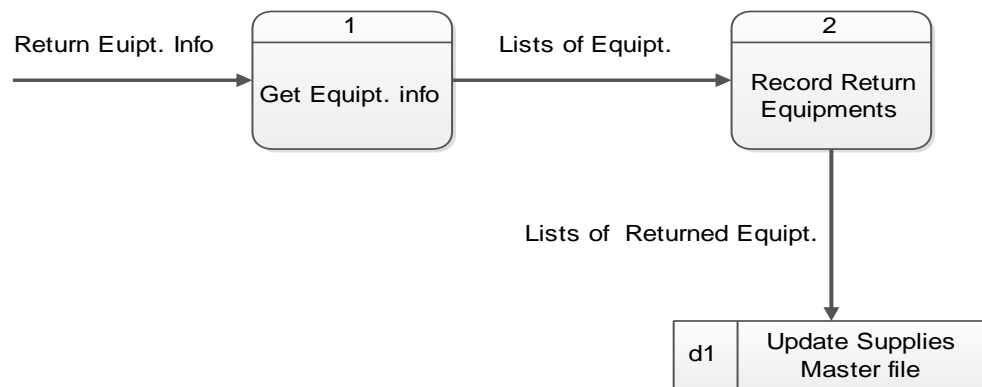 1
2
Return Euipt. Info
Lists of Equipt.
Get Equipt. info
Record Return
Equipments
Lists of  Returned Equipt.
d1
Update Supplies
Master file